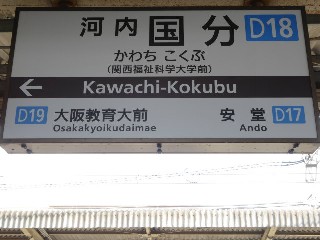 河内国分 D18
かわち こくぶ
(関西福祉科学大学前)
← Kawachi-Kokubu
D19 大阪教育大前 安堂 D17
Osakakyoikudaimae Ando